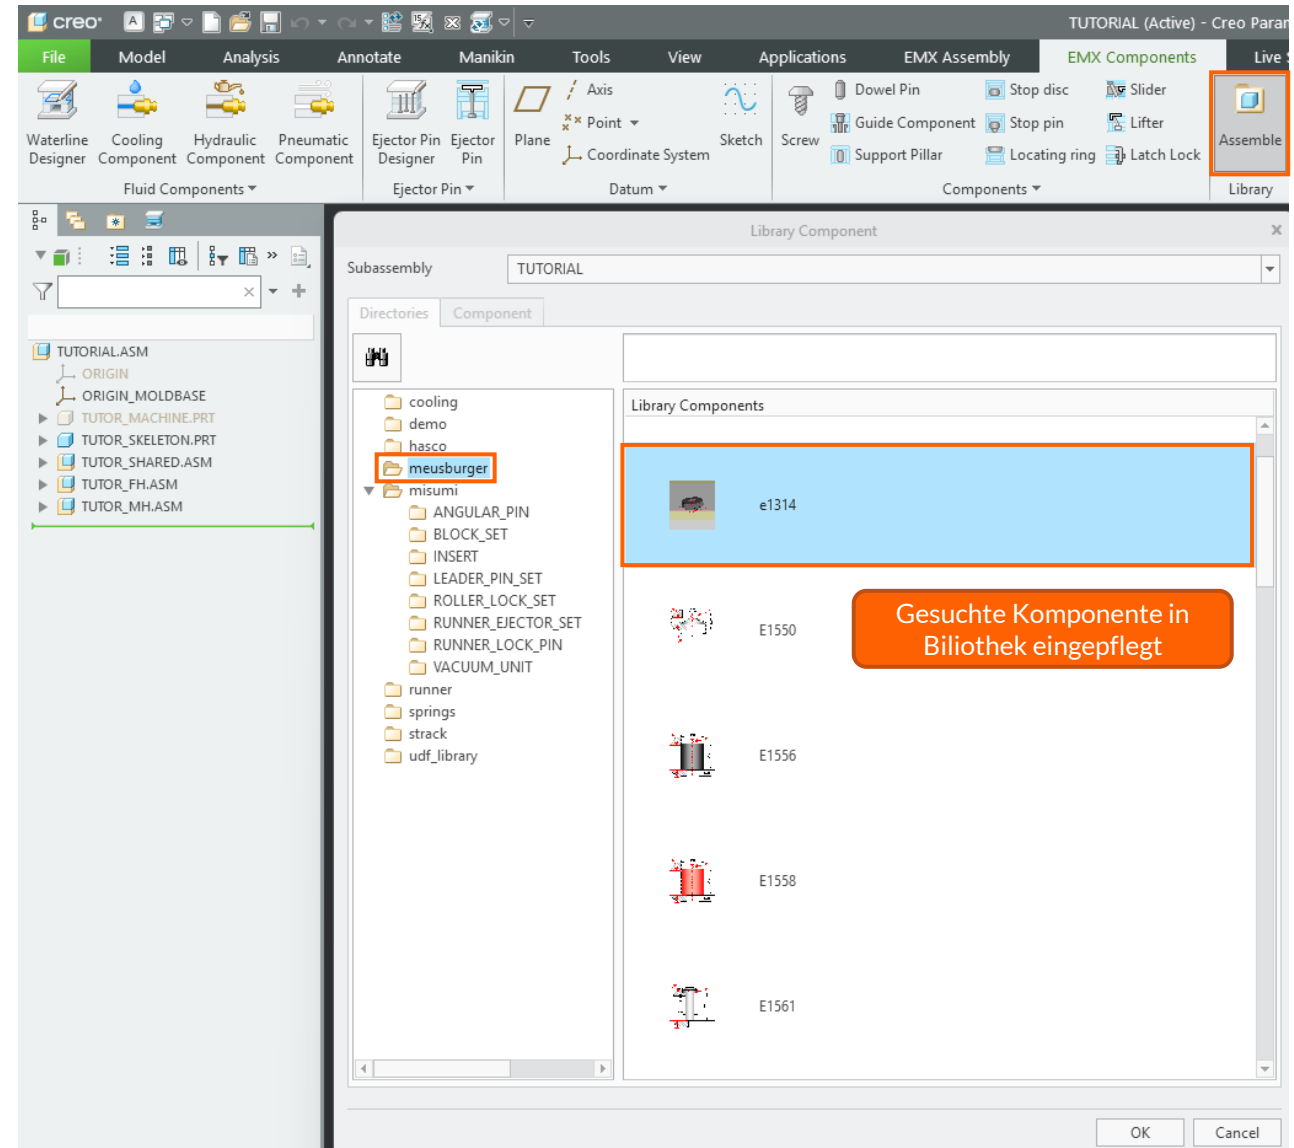 creo
TUTORIAL (Active) - Creo Paran
File
Model
Analysis
Annotate
Manikin
Tools
View
Applications
EMX Assembly
EMX Components
Live
Waterline Designer
Cooling Component
Hydraulic Component
Pneumatic Component
Fluid Components
Ejector Pin Designer
Ejector Pin
Ejector Pin
Plane
Axis
Point
Coordinate System
Sketch
Datum
Screw
Dowel Pin
Guide Component
Support Pillar
Stop disc
Stop pin
Locating ring
Slider
Lifter
Latch Lock
Components
Assemble
Library
TUTORIAL.ASM
ORIGIN
ORIGIN_MOLDBASE
TUTOR_MACHINE.PRT
TUTOR_SKELETON.PRT
TUTOR_SHARED.ASM
TUTOR_FH.ASM
TUTOR_MH.ASM
Library Component
Subassembly
TUTORIAL
Directories
Component
cooling
demo
hasco
meusburger
misumi
ANGULAR_PIN
BLOCK_SET
INSERT
LEADER_PIN_SET
ROLLER_LOCK_SET
RUNNER_EJECTOR_SET
RUNNER_LOCK_PIN
VACUUM_UNIT
runner
springs
strack
udf_library
Library Components
e1314
E1550
Gesuchte Komponente in
Biliothek eingepflegt
E1556
E1558
E1561
OK
Cancel